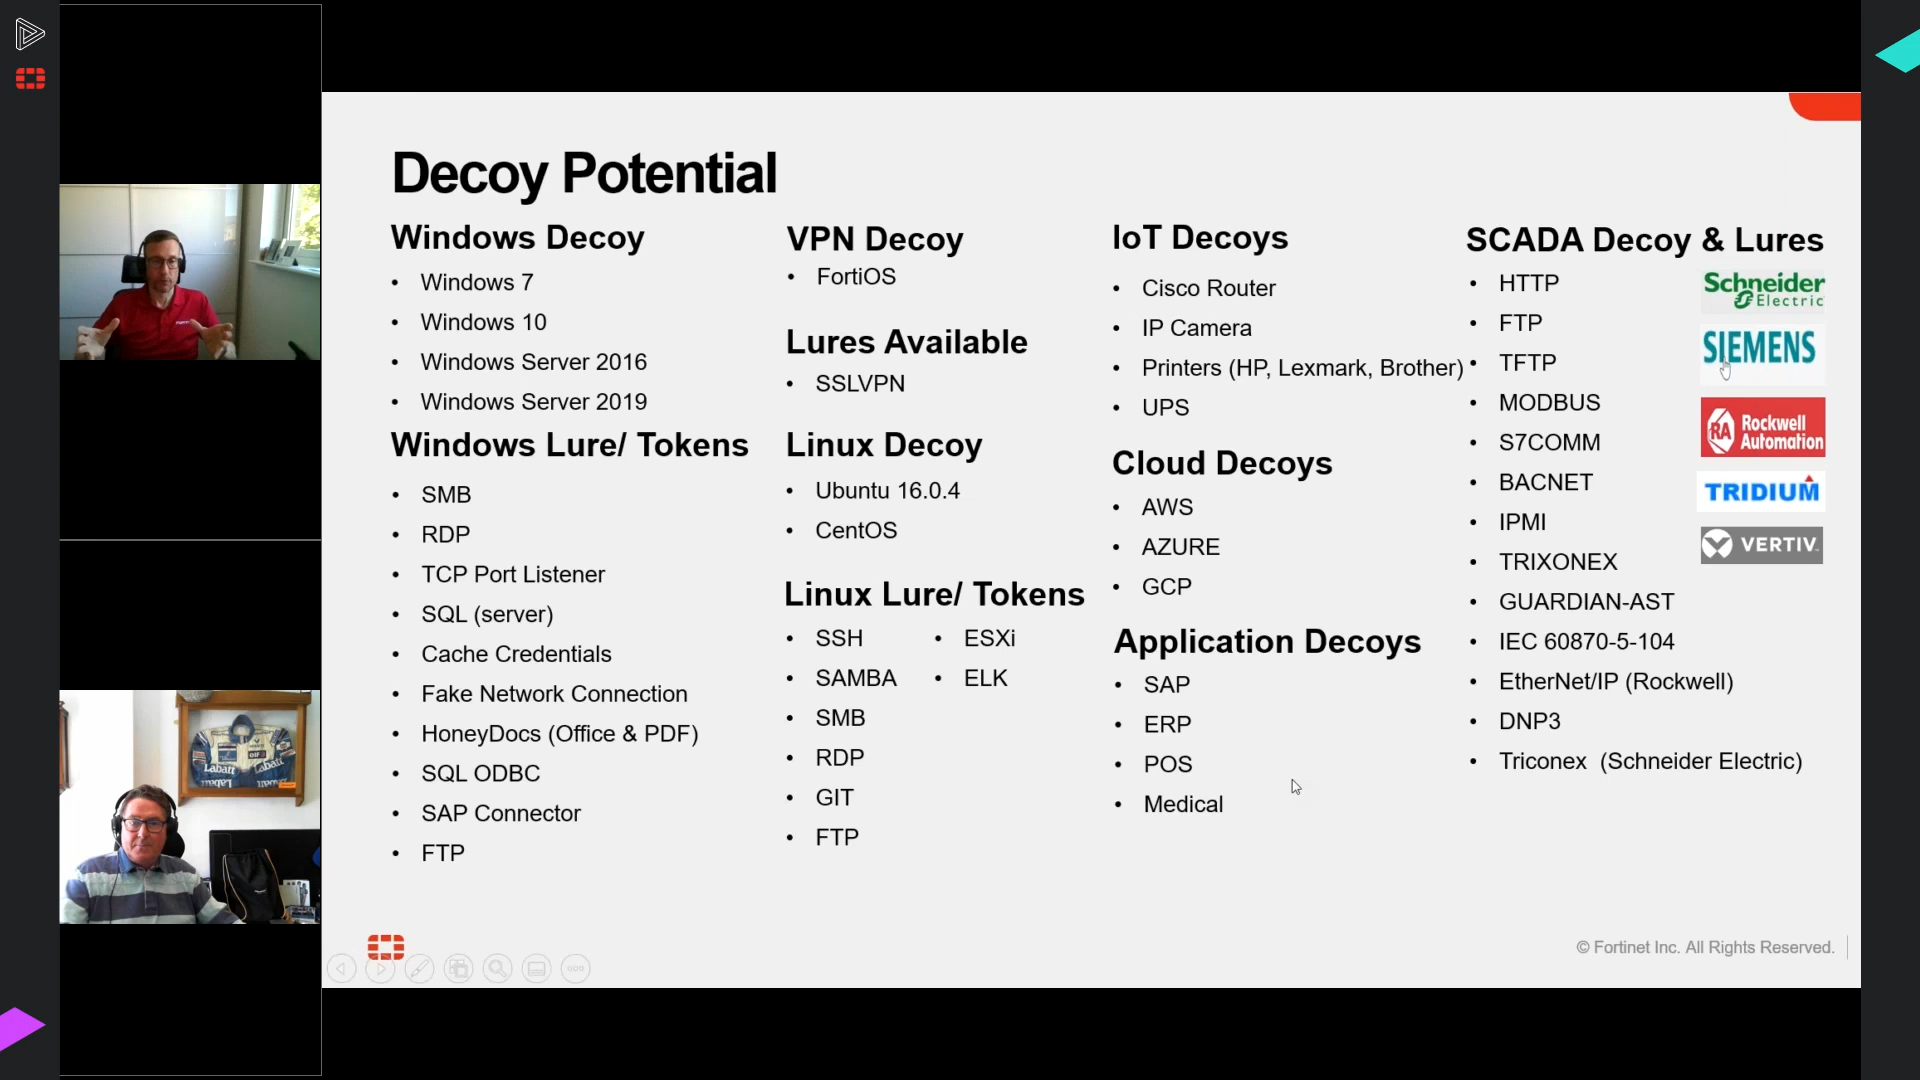 Decoy Potential
Windows Decoy
• Windows 7
• Windows 10
• Windows Server 2016
• Windows Server 2019
Windows Lure/ Tokens
• SMB
• RDP
• TCP Port Listener
• SQL (server)
• Cache Credentials
• Fake Network Connection
• HoneyDocs (Office & PDF)
• SQL ODBC
• SAP Connector
• FTP
VPN Decoy
• FortiOS
Lures Available
• SSLVPN
Linux Decoy
• Ubuntu 16.0.4
• CentOS
Linux Lure/ Tokens
• SSH
• SAMBA
• SMB
• RDP
• GIT
• FTP
• ESXi
• ELK
IoT Decoys
• Cisco Router
• IP Camera
• Printers (HP, Lexmark, Brother)
• UPS
Cloud Decoys
• AWS
• AZURE
• GCP
Application Decoys
• SAP
• ERP
• POS
• Medical
SCADA Decoy & Lures
• HTTP
• FTP
• TFTP
• MODBUS
• S7COMM
• BACNET
• IPMI
• TRIXONEX
• GUARDIAN-AST
• IEC 60870-5-104
• EtherNet/IP (Rockwell)
• DNP3
• Triconex (Schneider Electric)
Schneider
Electric
SIEMENS
RA
Rockwell
Automation
TRIDIUM
VERTIV
© Fortinet Inc. All Rights Reserved.
Labatt
Labatt